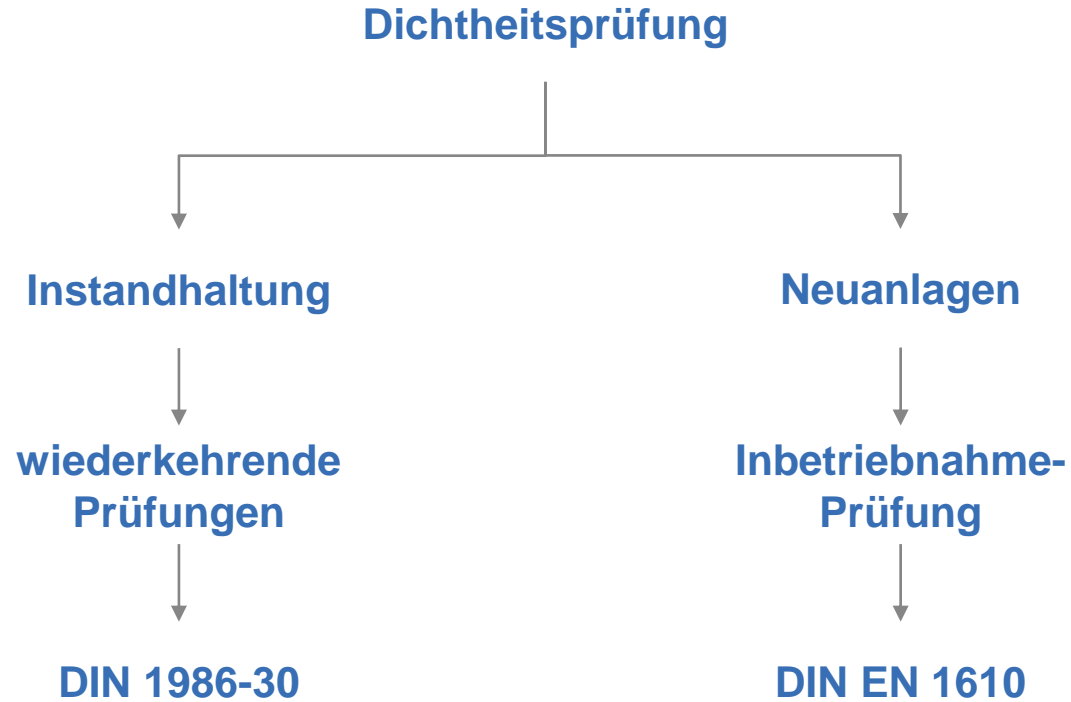 Dichtheitsprüfung
Instandhaltung
Neuanlagen
wiederkehrende
Prüfungen
Inbetriebnahme-
Prüfung
DIN 1986-30
DIN EN 1610